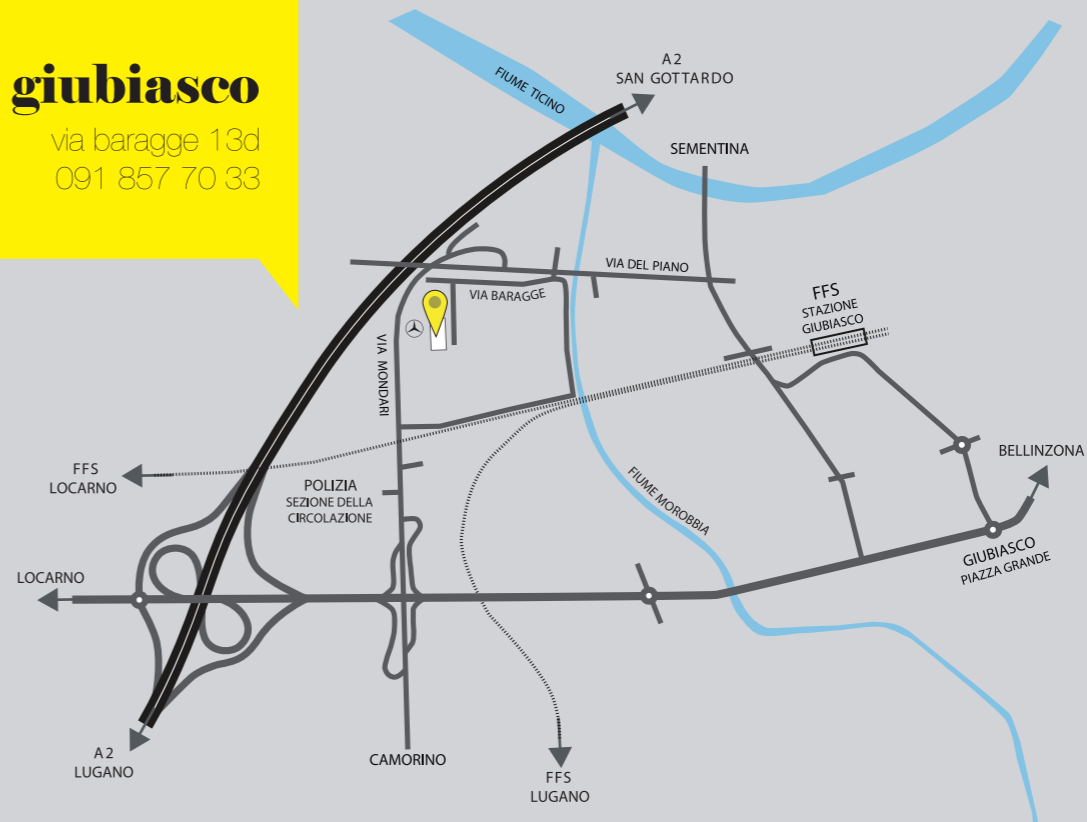 giubiasco
via baragge 13d
091 857 70 33
A2
SAN GOTTARDO
FIUME TICINO
SEMENTINA
VIA DEL PIANO
VIA BARAGGE
FFS
STAZIONE
GIUBIASCO
VIA MONDARI
BELLINZONA
FFS
LOCARNO
POLIZIA
SEZIONE DELLA
CIRCOLAZIONE
FIUME MOROBBIA
GIUBIASCO
PIAZZA GRANDE
LOCARNO
A2
LUGANO
CAMORINO
FFS
LUGANO